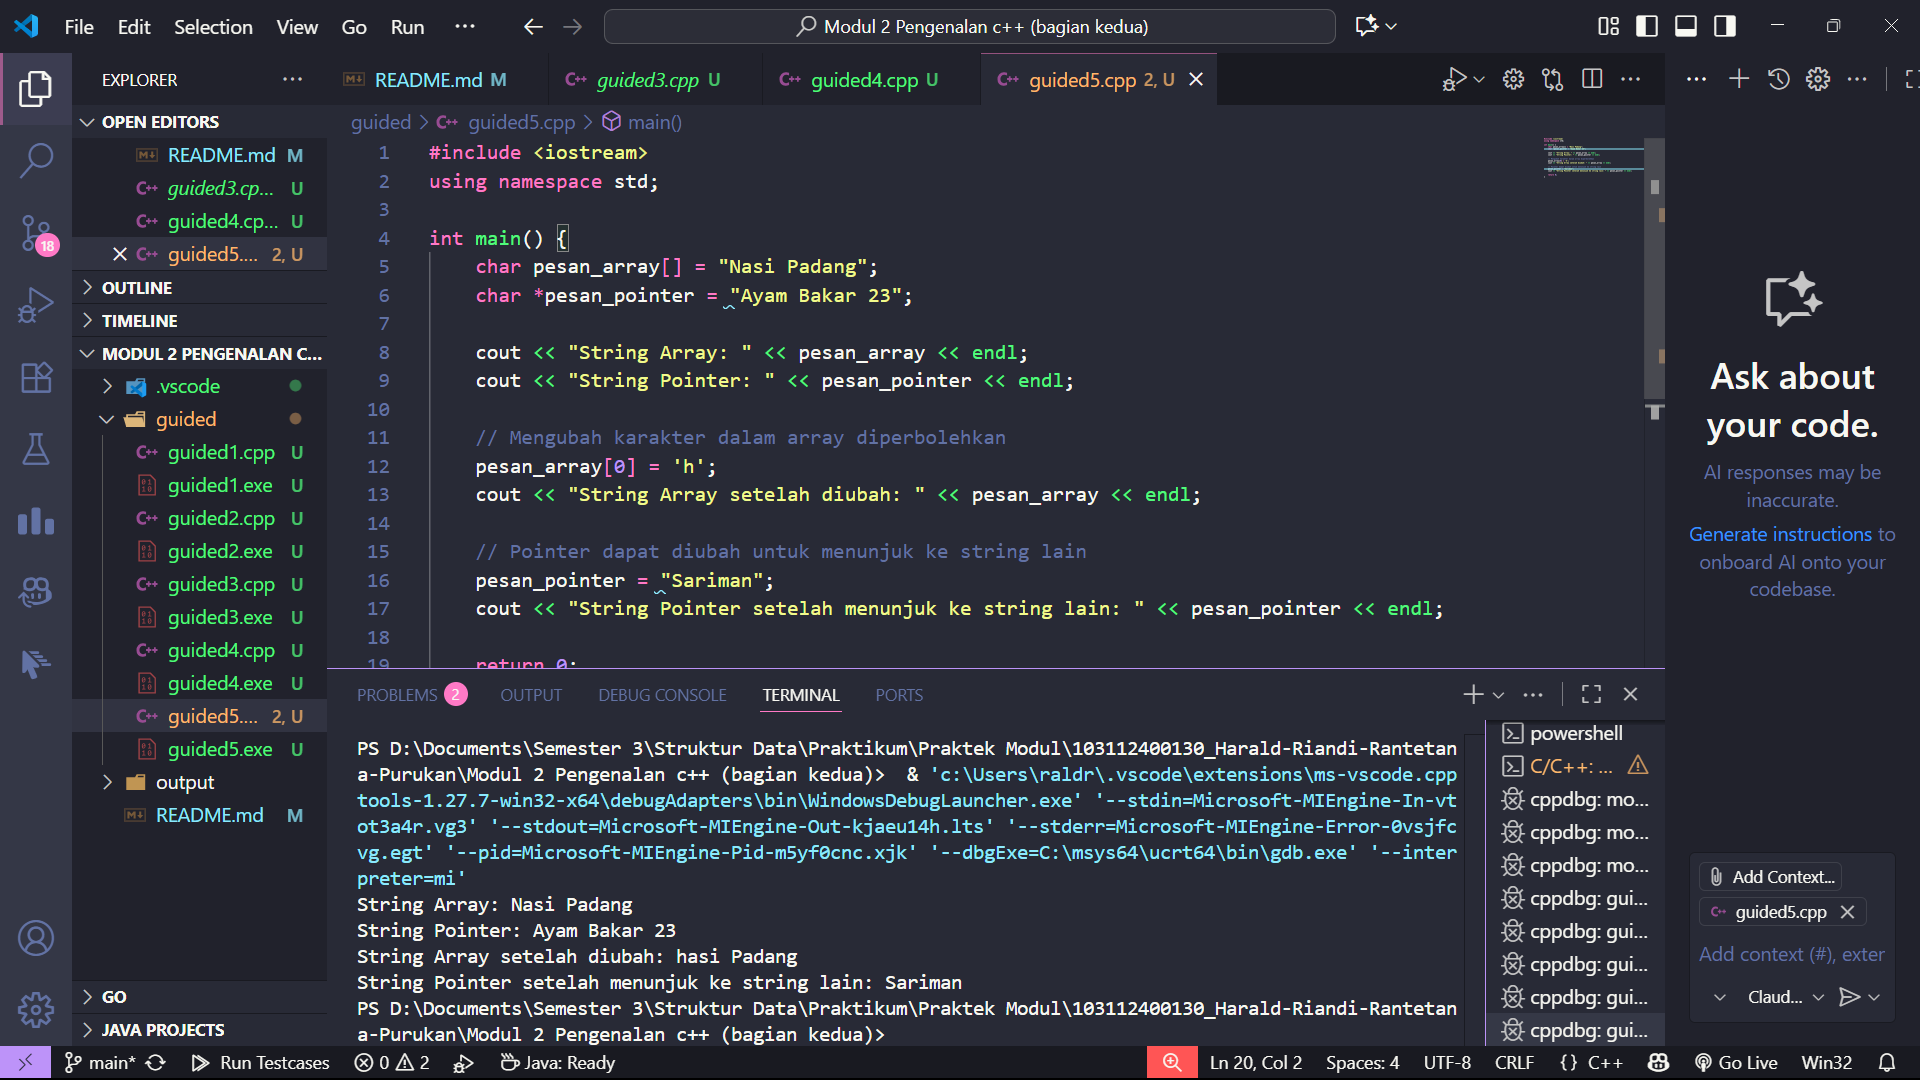 File Edit Selection View Go Run ··· Modul 2 Pengenalan c++ (bagian kedua)
EXPLORER ···
README.md M guided3.cpp U guided4.cpp U guided5.cpp 2, U
OPEN EDITORS
README.md M
guided3.cp... U
guided4.cp... U
guided5.... 2, U
OUTLINE
TIMELINE
MODUL 2 PENGENALAN C...
.vscode
guided
guided1.cpp U
guided1.exe U
guided2.cpp U
guided2.exe U
guided3.cpp U
guided3.exe U
guided4.cpp U
guided4.exe U
guided5.... 2, U
guided5.exe U
output
README.md M
GO
JAVA PROJECTS
18
guided > guided5.cpp > main()
1 #include <iostream>
2 using namespace std;
3
4 int main() {
5 char pesan_array[] = "Nasi Padang";
6 char *pesan_pointer = "Ayam Bakar 23";
7
8 cout << "String Array: " << pesan_array << endl;
9 cout << "String Pointer: " << pesan_pointer << endl;
10
11 // Mengubah karakter dalam array diperbolehkan
12 pesan_array[0] = 'h';
13 cout << "String Array setelah diubah: " << pesan_array << endl;
14
15 // Pointer dapat diubah untuk menunjuk ke string lain
16 pesan_pointer = "Sariman";
17 cout << "String Pointer setelah menunjuk ke string lain: " << pesan_pointer << endl;
18
19 return 0;
PROBLEMS 2 OUTPUT DEBUG CONSOLE TERMINAL PORTS
PS D:\Documents\Semester 3\Struktur Data\Praktikum\Praktek Modul\103112400130_Harald-Riandi-Rantetan
a-Purukan\Modul 2 Pengenalan c++ (bagian kedua)> & 'c:\Users\raldr\.vscode\extensions\ms-vscode.cpp
tools-1.27.7-win32-x64\debugAdapters\bin\WindowsDebugLauncher.exe' '--stdin=Microsoft-MIEngine-In-vt
ot3a4r.vg3' '--stdout=Microsoft-MIEngine-Out-kjaeu14h.lts' '--stderr=Microsoft-MIEngine-Error-0vsjfc
vg.egt' '--pid=Microsoft-MIEngine-Pid-m5yf0cnc.xjk' '--dbgExe=C:\msys64\ucrt64\bin\gdb.exe' '--inter
preter=mi'
String Array: Nasi Padang
String Pointer: Ayam Bakar 23
String Array setelah diubah: hasi Padang
String Pointer setelah menunjuk ke string lain: Sariman
PS D:\Documents\Semester 3\Struktur Data\Praktikum\Praktek Modul\103112400130_Harald-Riandi-Rantetan
a-Purukan\Modul 2 Pengenalan c++ (bagian kedua)>
powershell
C/C++: ...
cppdbg: mo...
cppdbg: mo...
cppdbg: mo...
cppdbg: gui...
cppdbg: gui...
cppdbg: gui...
cppdbg: gui...
cppdbg: gui...
Ask about
your code.
AI responses may be
inaccurate.
Generate instructions to
onboard AI onto your
codebase.
Add Context...
guided5.cpp
Add context (#), exter
Claud...
main* Run Testcases 0 2 Java: Ready Ln 20, Col 2 Spaces: 4 UTF-8 CRLF {} C++ Go Live Win32